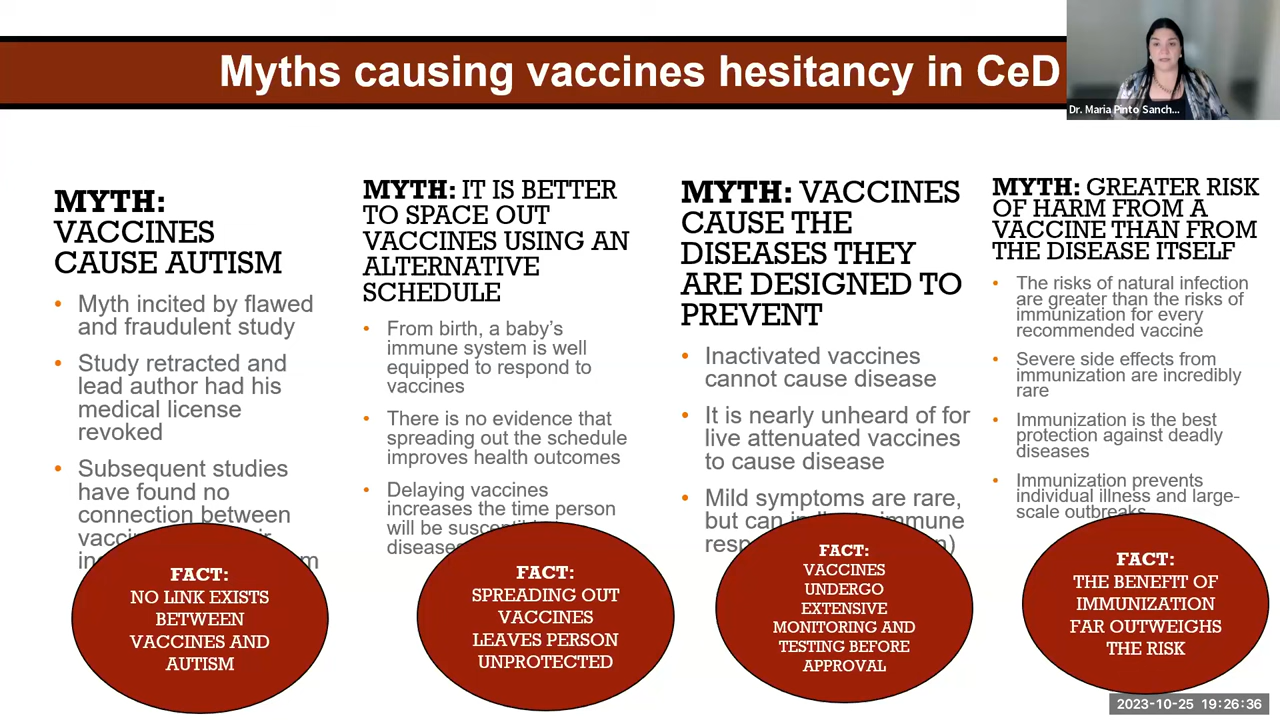 Myths causing vaccines hesitancy in CeD
Dr. Maria Pinto Sanch...
MYTH:
VACCINES
CAUSE AUTISM
• Myth incited by flawed
and fraudulent study
• Study retracted and
lead author had his
medical license
revoked
• Subsequent studies
have found no
connection between
FACT:
NO LINK EXISTS
BETWEEN
VACCINES AND
AUTISM
MYTH: IT IS BETTER
TO SPACE OUT
VACCINES USING AN
ALTERNATIVE
SCHEDULE
• From birth, a baby's
immune system is well
equipped to respond to
vaccines
• There is no evidence that
spreading out the schedule
improves health outcomes
• Delaying vaccines
increases the time person
will be susceptible
FACT:
SPREADING OUT
VACCINES
LEAVES PERSON
UNPROTECTED
MYTH: VACCINES
CAUSE THE
DISEASES THEY
ARE DESIGNED TO
PREVENT
• Inactivated vaccines
cannot cause disease
• It is nearly unheard of for
live attenuated vaccines
to cause disease
• Mild symptoms are rare,
but can indicate immune
FACT:
VACCINES
UNDERGO
EXTENSIVE
MONITORING AND
TESTING BEFORE
APPROVAL
MYTH: GREATER RISK
OF HARM FROM A
VACCINE THAN FROM
THE DISEASE ITSELF
• The risks of natural infection
are greater than the risks of
immunization for every
recommended vaccine
• Severe side effects from
immunization are incredibly
rare
• Immunization is the best
protection against deadly
diseases
• Immunization prevents
individual illness and large-
scale outbreaks
FACT:
THE BENEFIT OF
IMMUNIZATION
FAR OUTWEIGHS
THE RISK
2023-10-25 19:26:36